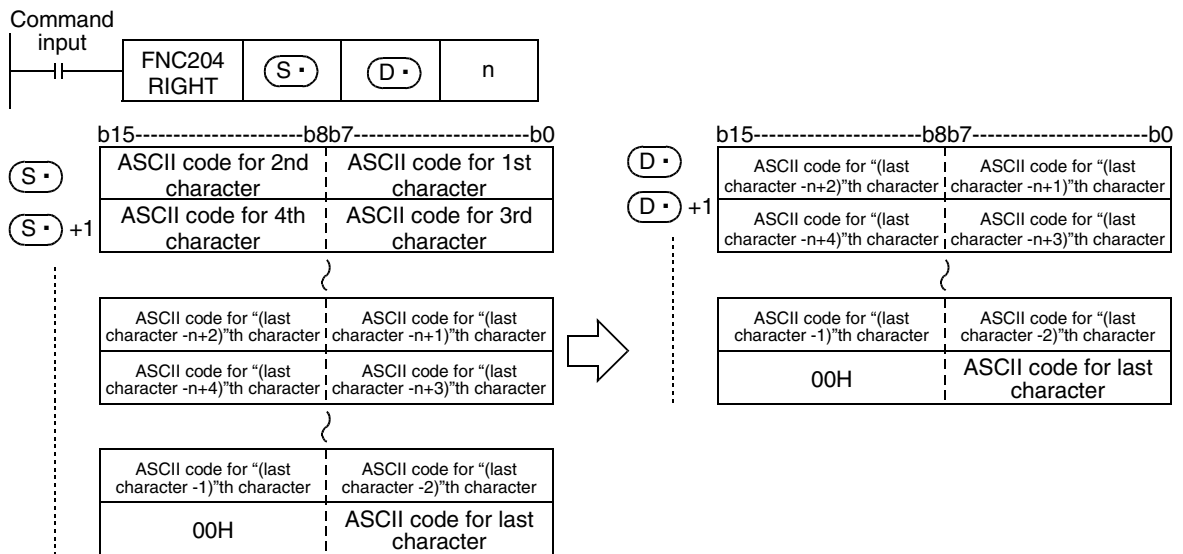 Command
input
FNC204
RIGHT
S·
D·
n
b15----------------------b8b7-----------------------b0
S·
ASCII code for 2nd
character
ASCII code for 1st
character
S· +1
ASCII code for 4th
character
ASCII code for 3rd
character
ASCII code for “(last
character -n+2)”th character
ASCII code for “(last
character -n+1)”th character
ASCII code for “(last
character -n+4)”th character
ASCII code for “(last
character -n+3)”th character
ASCII code for “(last
character -1)”th character
ASCII code for “(last
character -2)”th character
00H
ASCII code for last
character
b15----------------------b8b7-----------------------b0
D·
ASCII code for “(last
character -n+2)”th character
ASCII code for “(last
character -n+1)”th character
D· +1
ASCII code for “(last
character -n+4)”th character
ASCII code for “(last
character -n+3)”th character
ASCII code for “(last
character -1)”th character
ASCII code for “(last
character -2)”th character
00H
ASCII code for last
character